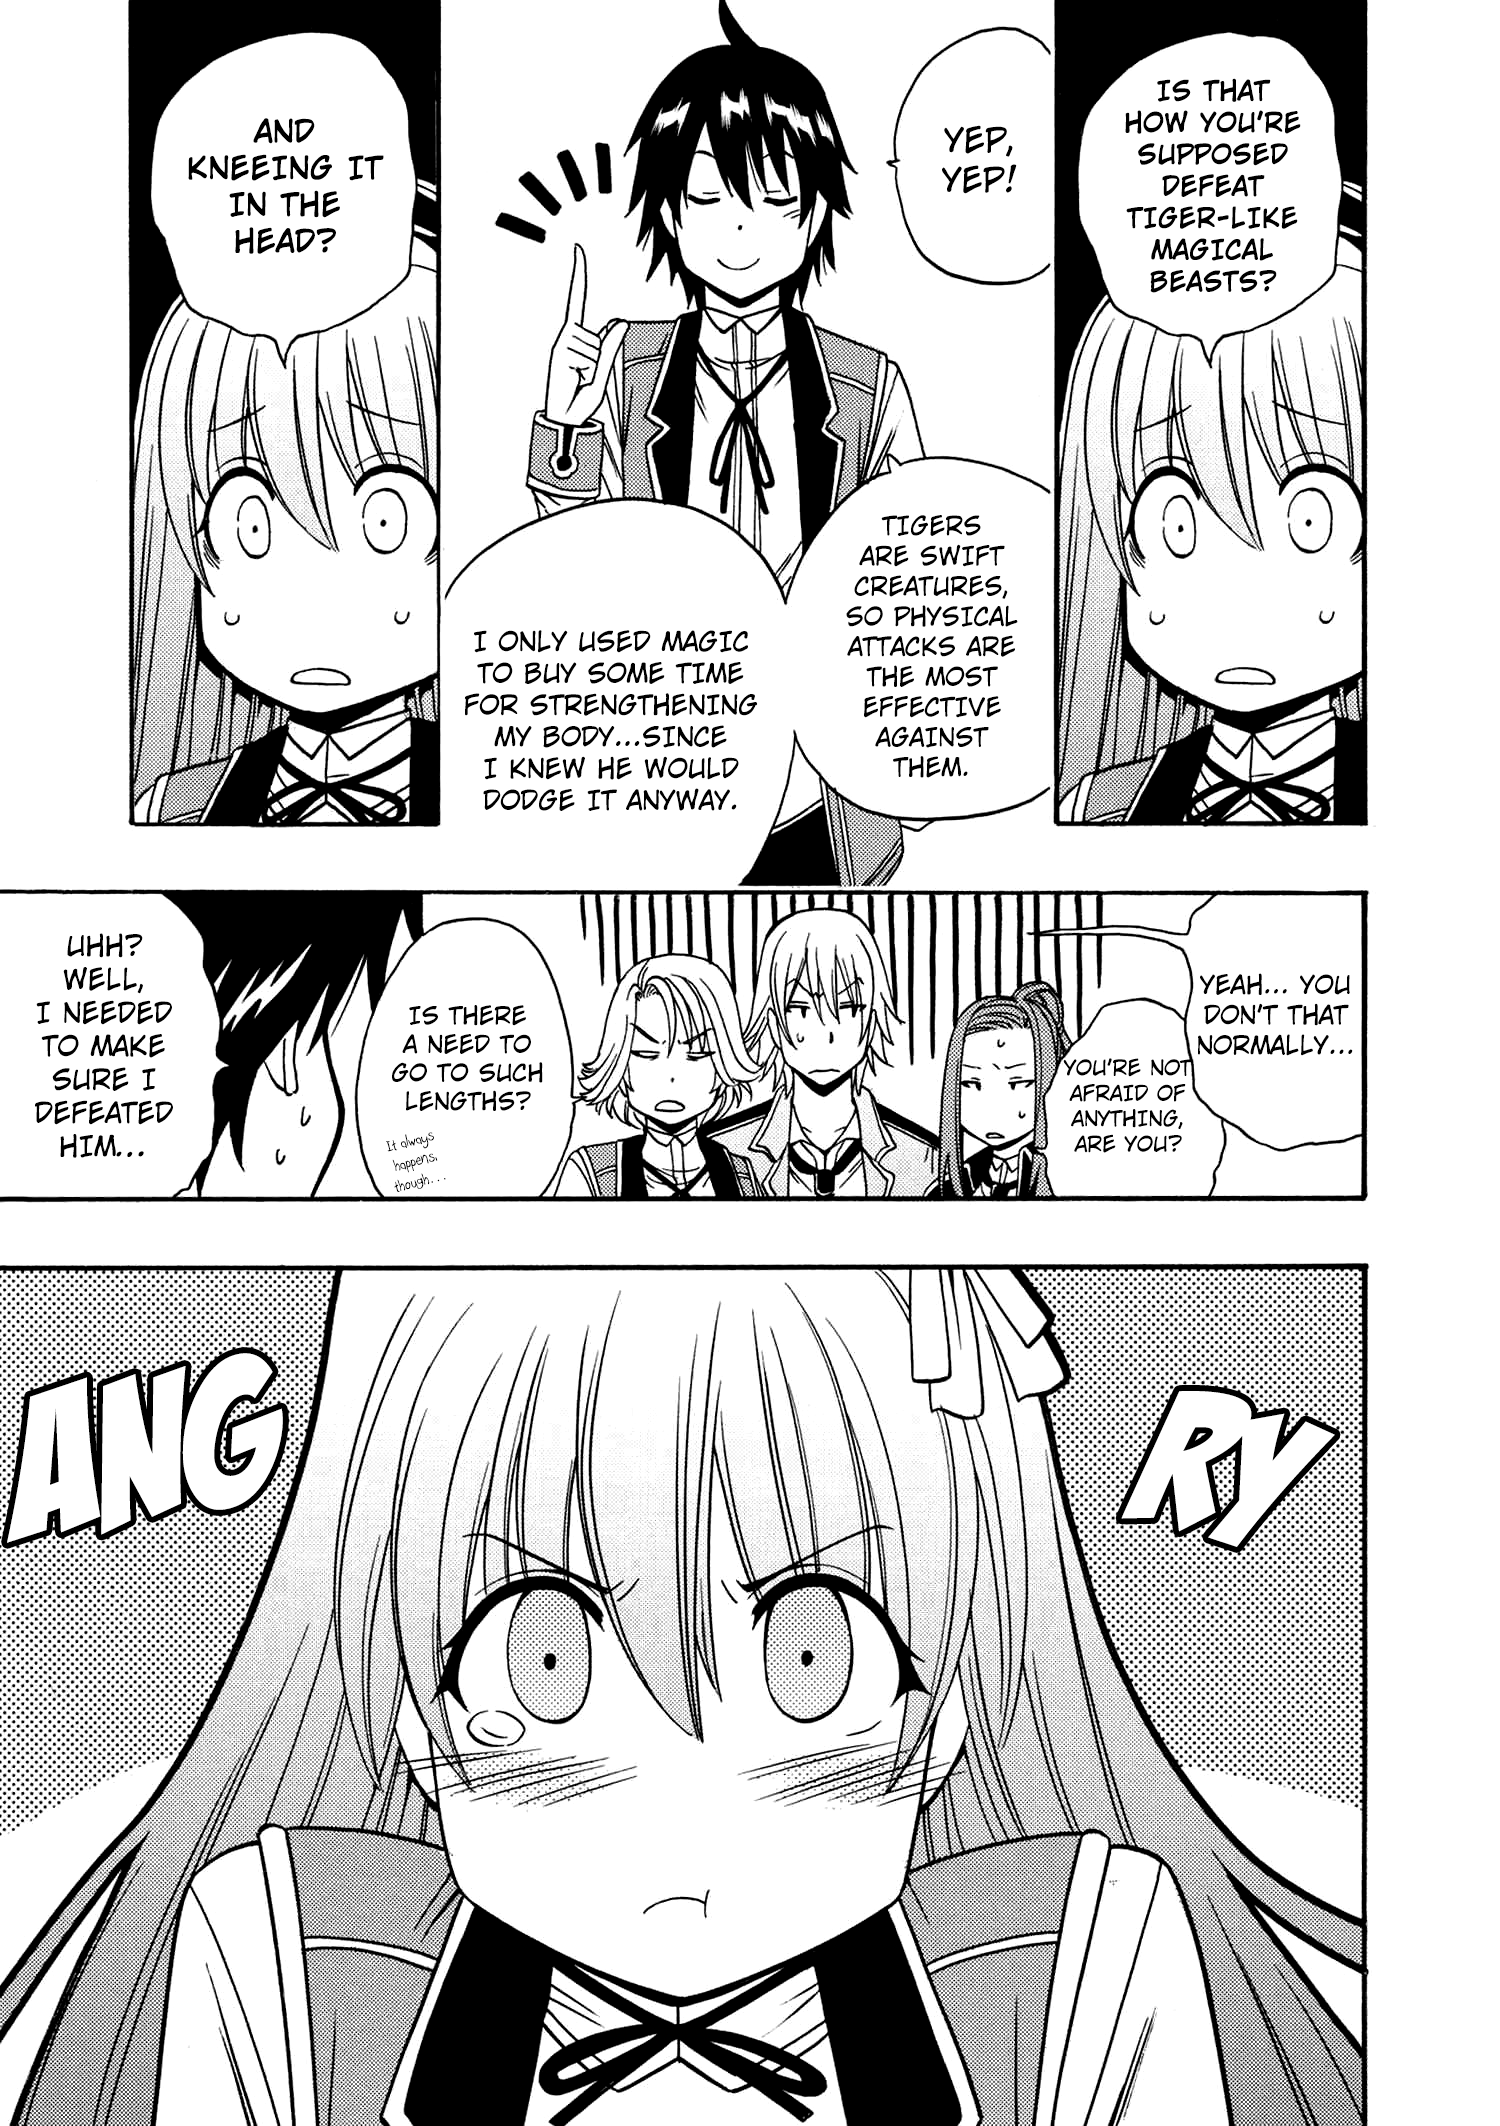 IS THAT
HOW YOU'RE
SUPPOSED
DEFEAT
TIGER-LIKE
MAGICAL
BEASTS?
YEP,
YEP!
TIGERS
ARE SWIFT
CREATURES,
SO PHYSICAL
ATTACKS ARE
THE MOST
EFFECTIVE
AGAINST
THEM.
I ONLY USED MAGIC
TO BUY SOME TIME
FOR STRENGTHENING
MY BODY...SINCE
I KNEW HE WOULD
DODGE IT ANYWAY.
AND
KNEEING IT
IN THE
HEAD?
YEAH... YOU
DON'T THAT
NORMALLY...
YOU'RE NOT
AFRAID OF
ANYTHING,
ARE YOU?
IS THERE
A NEED TO
GO TO SUCH
LENGTHS?
It always
happens,
though...
UHH?
WELL,
I NEEDED
TO MAKE
SURE I
DEFEATED
HIM...
ANG
RY